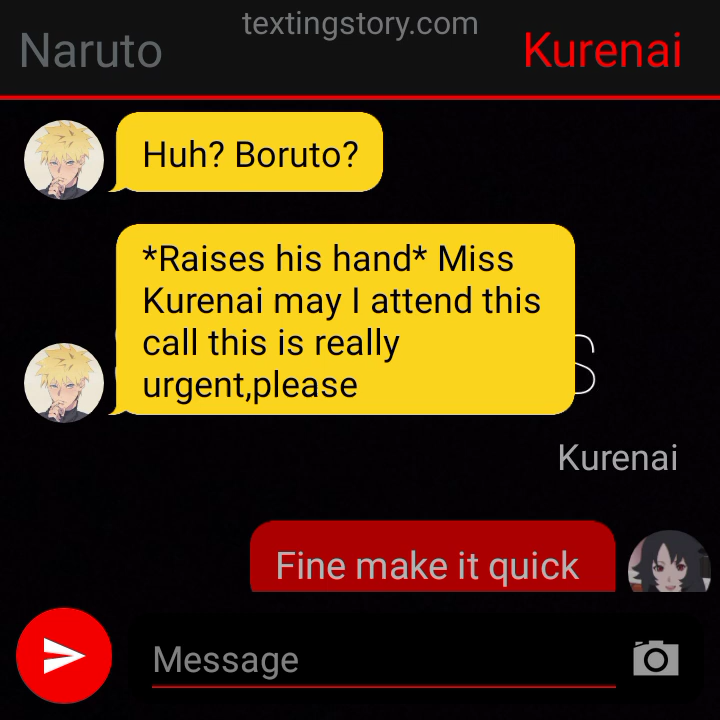 textingstory.com
Naruto
Kurenai
Huh? Boruto?
*Raises his hand* Miss
Kurenai may I attend this
call this is really
urgent,please
S
Kurenai
Fine make it quick
Message